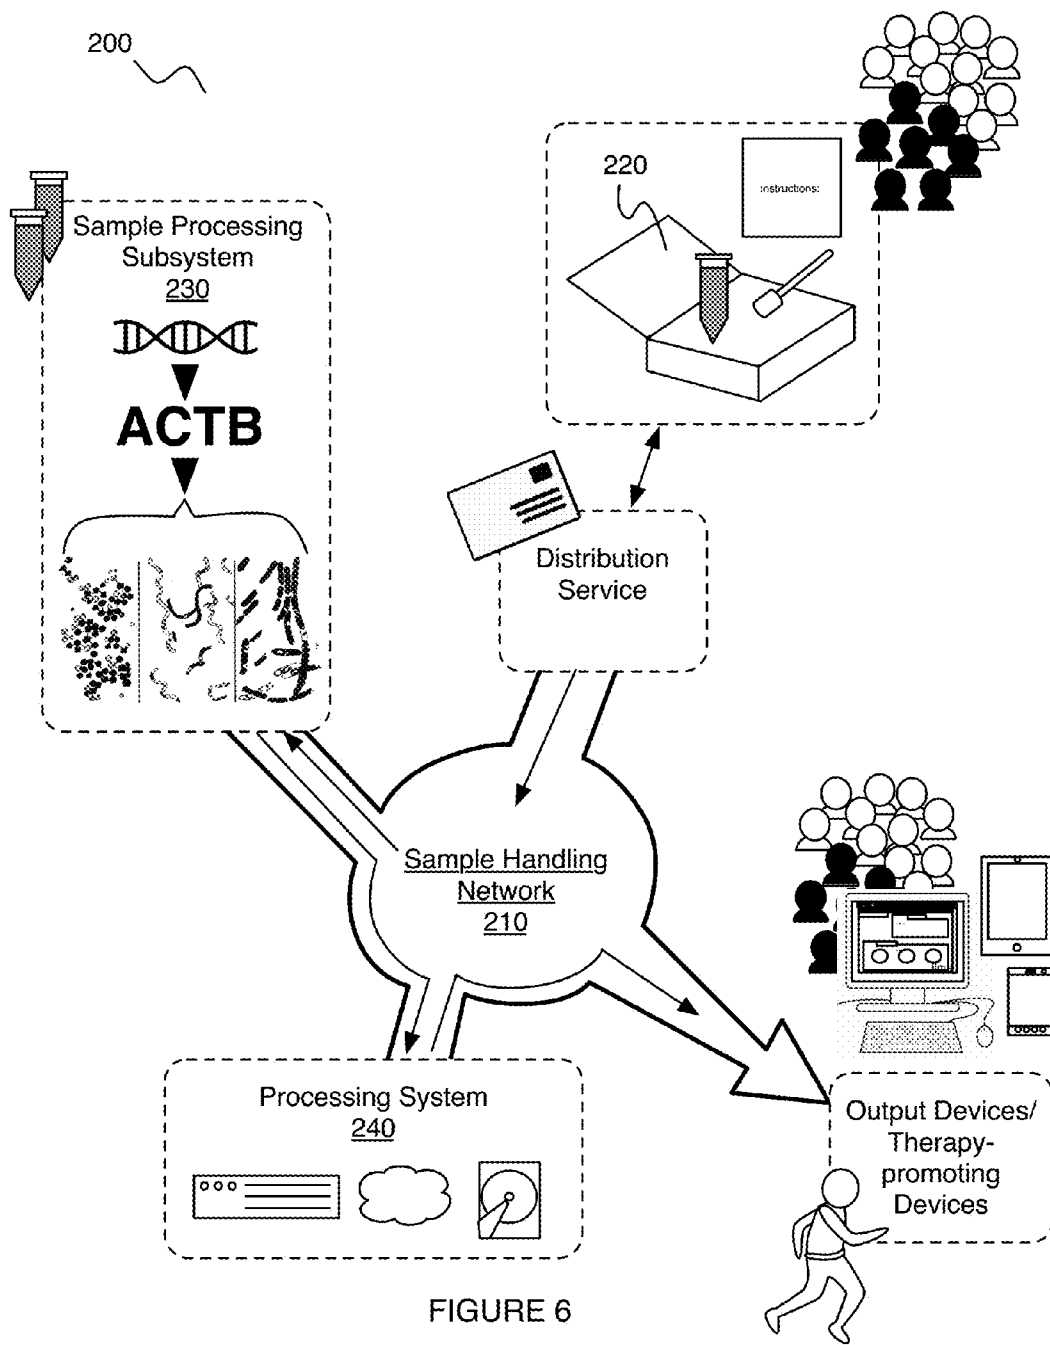 200
220
instructions:
Sample Processing
Subsystem
230
ACTB
Distribution
Service
Sample Handling
Network
210
Processing System
240
Output Devices/
Therapy-
promoting
Devices
FIGURE 6